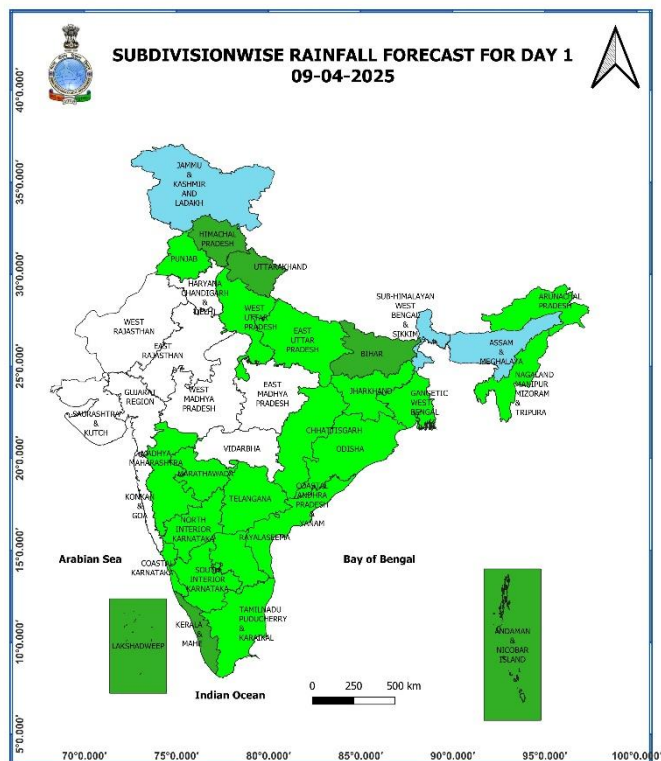 SUBDIVISIONWISE RAINFALL FORECAST FOR DAY 1
09-04-2025
40°0.000'
35°0.000'
30°0.000'
25°0.000'
20°0.000'
15°0.000'
10°0.000'
5°0.000'
JAMMU
&
KASHMIR
AND
LADAKH
HIMACHAL
PRADESH
PUNJAB
UTTARAKHAND
HARYANA
CHANDIGARH
&
DELHI
WEST
RAJASTHAN
EAST
RAJASTHAN
WEST
UTTAR
PRADESH
EAST
UTTAR
PRADESH
SUB-HIMALAYAN
WEST
BENGAL
&
SIKKIM
ARUNACHAL
PRADESH
ASSAM
&
MEGHALAYA
NAGALAND
MANIPUR
MIZORAM
&
TRIPURA
BIHAR
JHARKHAND
GANGETIC
WEST
BENGAL
GUJARAT
REGION
SAURASHTRA
&
KUTCH
WEST
MADHYA
PRADESH
EAST
MADHYA
PRADESH
VIDARBHA
CHHATTISGARH
ODISHA
MADHYA
MAHARASHTRA
MARATHAWADA
KONKAN
&
GOA
TELANGANA
COASTAL
ANDHRA
PRADESH
&
YANAM
NORTH
INTERIOR
KARNATAKA
RAYALASEEMA
COASTAL
KARNATAKA
SOUTH
INTERIOR
KARNATAKA
Arabian Sea
Bay of Bengal
KERALA
&
MAHE
TAMILNADU
PUDUCHERRY
&
KARAIKAL
LAKSHADWEEP
ANDAMAN
&
NICOBAR
ISLAND
Indian Ocean
0 250 500 km
70°0.000' 75°0.000' 80°0.000' 85°0.000' 90°0.000' 95°0.000' 100°0.000'